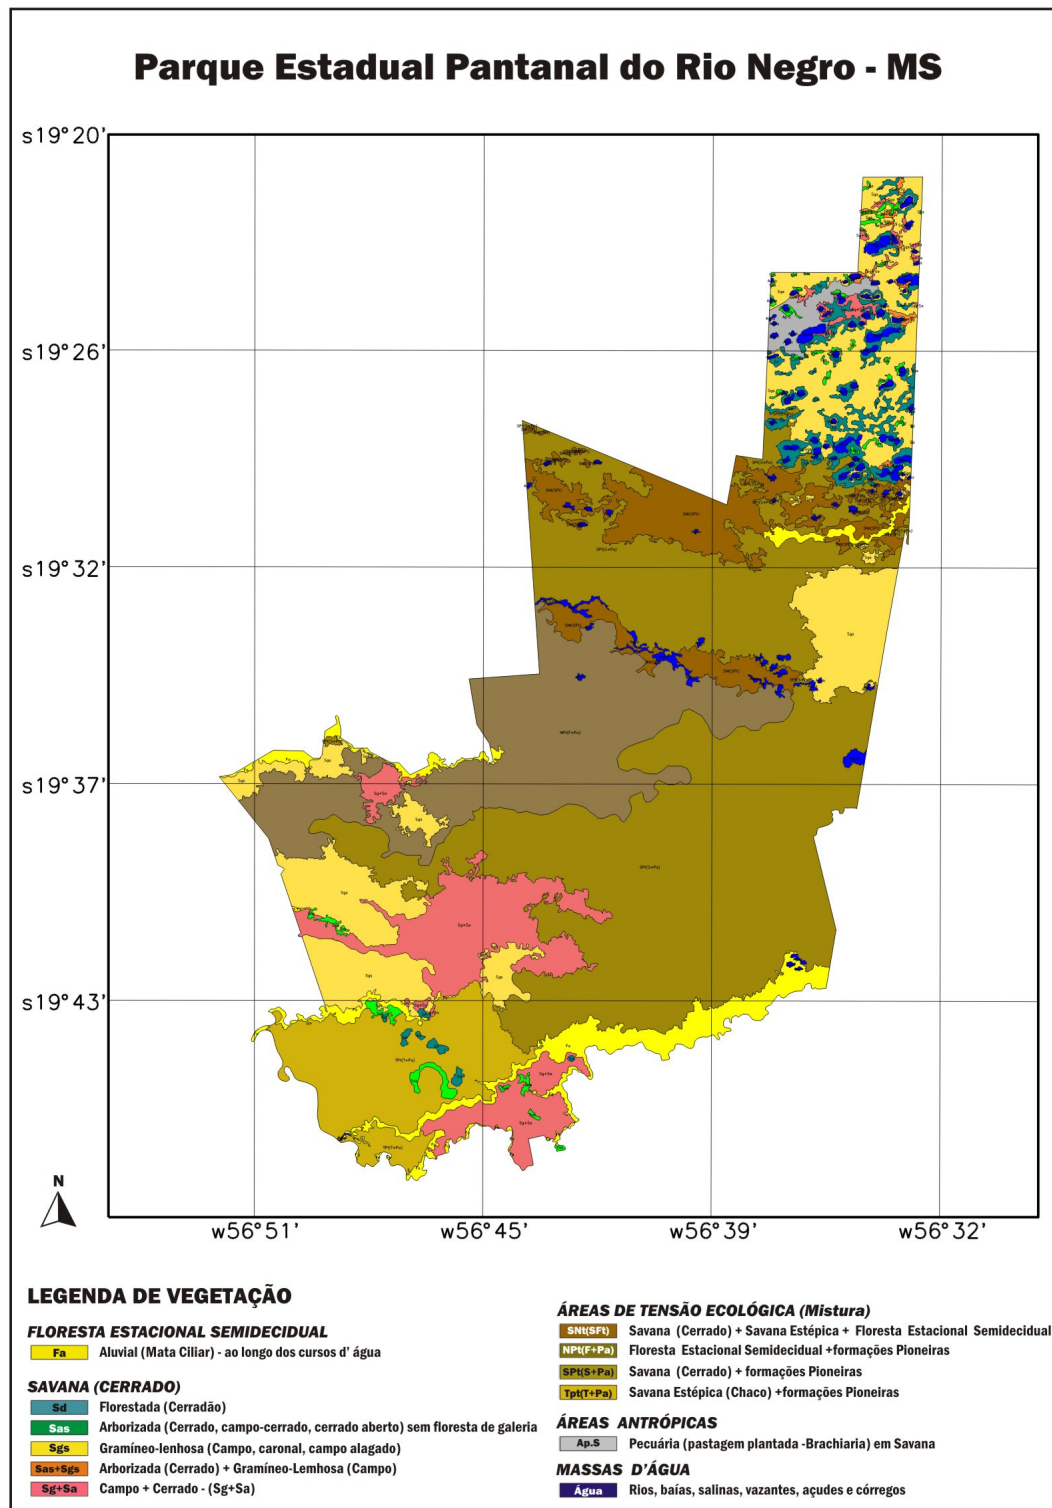 Parque Estadual Pantanal do Rio Negro - MS
s19°20'
s19°26'
s19°32'
s19°37'
s19°43'
N
w56°51'
w56°45'
w56°39'
w56°32'
LEGENDA DE VEGETAÇÃO
FLORESTA ESTACIONAL SEMIDECIDUAL
Fa Aluvial (Mata Ciliar) - ao longo dos cursos d' água
SAVANA (CERRADO)
Sd Florestada (Cerradão)
Sas Arborizada (Cerrado, campo-cerrado, cerrado aberto) sem floresta de galeria
Sgs Gramíneo-lenhosa (Campo, caronal, campo alagado)
Sas+Sgs Arborizada (Cerrado) + Gramíneo-Lemhosa (Campo)
Sg+Sa Campo + Cerrado - (Sg+Sa)
ÁREAS DE TENSÃO ECOLÓGICA (Mistura)
SNt(SFt) Savana (Cerrado) + Savana Estépica + Floresta Estacional Semidecidual
NPt(F+Pa) Floresta Estacional Semidecidual +formações Pioneiras
SPt(S+Pa) Savana (Cerrado) + formações Pioneiras
Tpt(T+Pa) Savana Estépica (Chaco) +formações Pioneiras
ÁREAS ANTRÓPICAS
Ap.S Pecuária (pastagem plantada -Brachiaria) em Savana
MASSAS D'ÁGUA
Água Rios, baías, salinas, vazantes, açudes e córregos